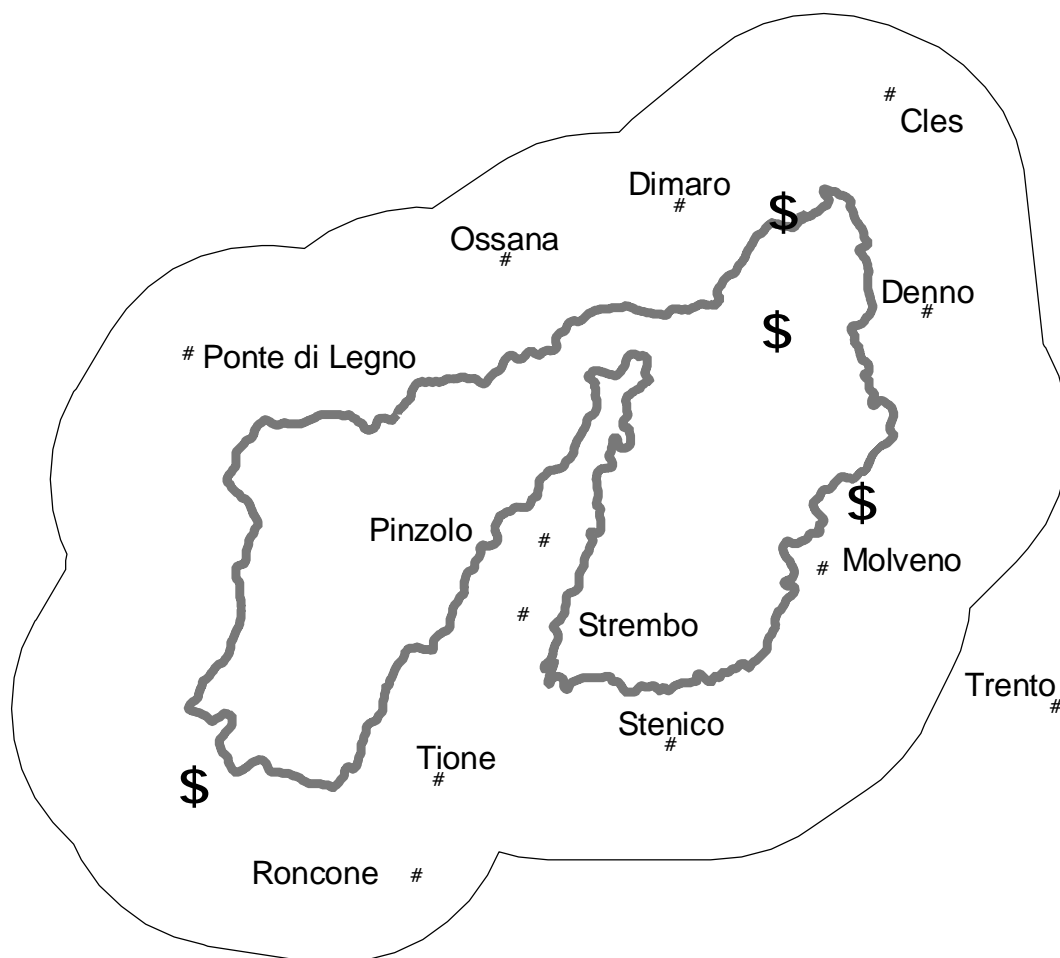 #
Cles
Dimaro
#
$
Ossana
#
Denno
#
$
# Ponte di Legno
$
Pinzolo
#
# Molveno
#
Strembo
Trento
#
Stenico
#
Tione
#
$
Roncone #